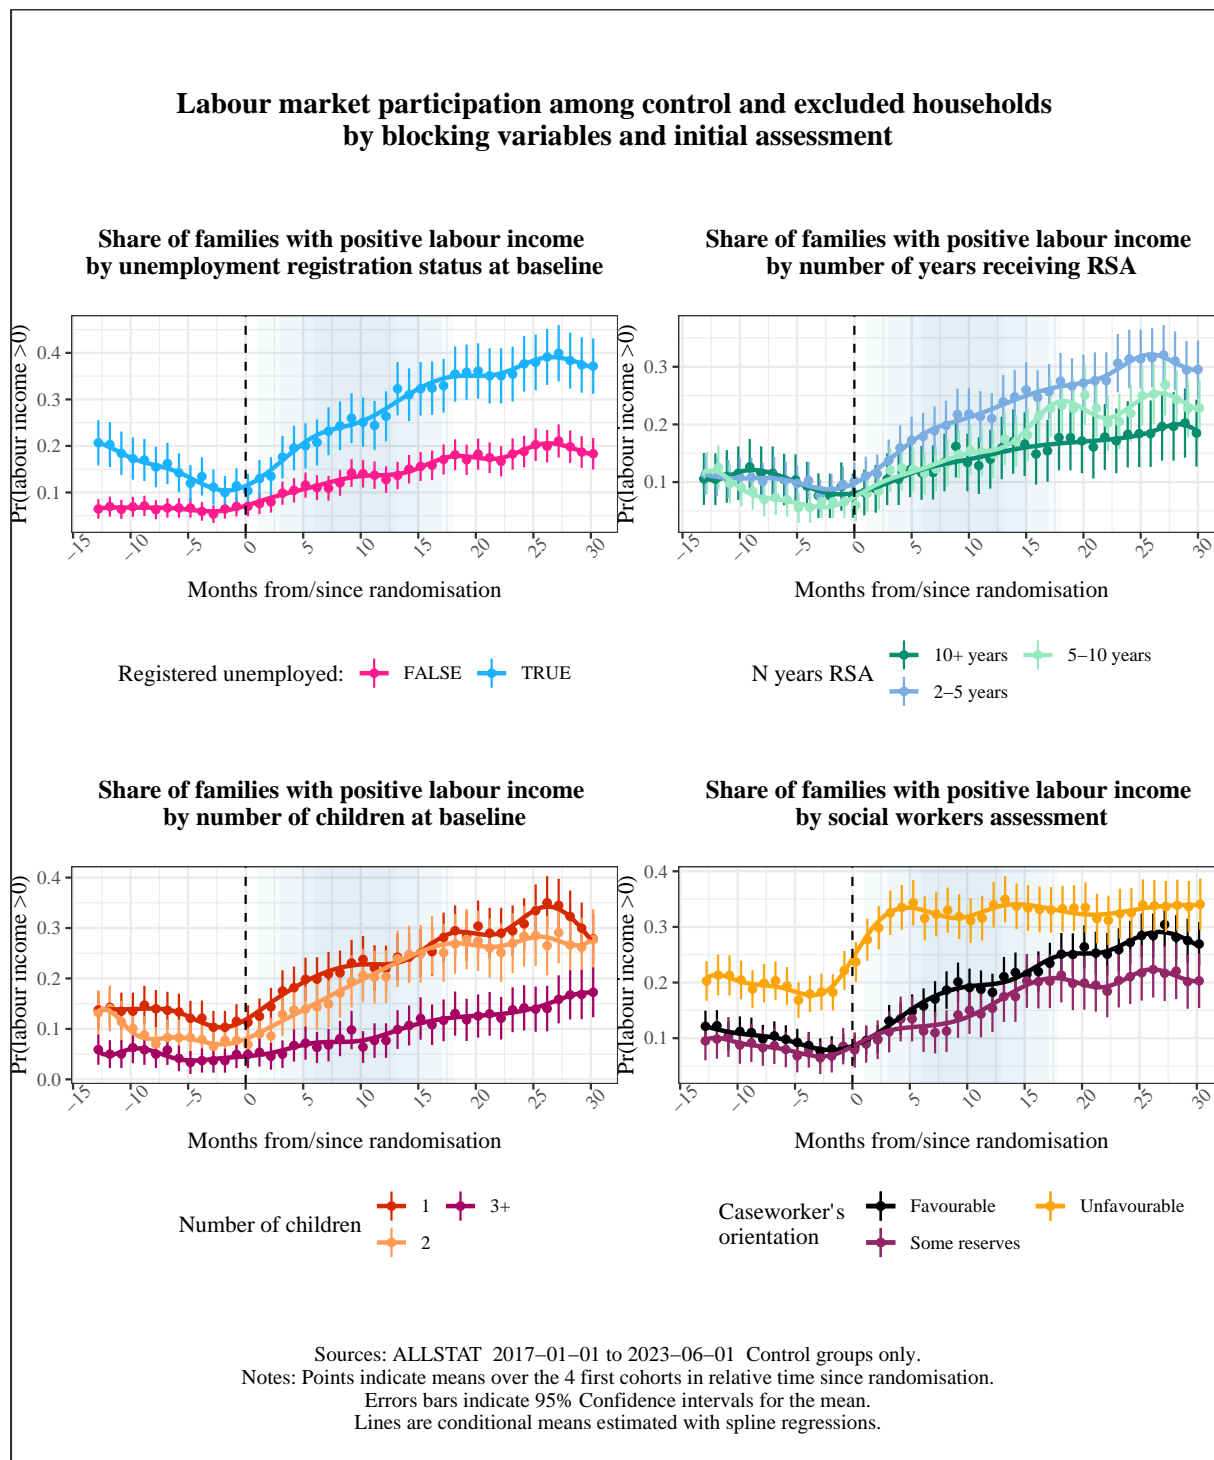 Labour market participation among control and excluded households
by blocking variables and initial assessment
Share of families with positive labour income
by unemployment registration status at baseline
Pr(labour income >0)
0.4
0.3
0.2
0.1
−15
−10
−5
0
5
10
15
20
25
30
Months from/since randomisation
Registered unemployed:
FALSE
TRUE
Share of families with positive labour income
by number of years receiving RSA
Pr(labour income >0)
0.3
0.2
0.1
−15
−10
−5
0
5
10
15
20
25
30
Months from/since randomisation
N years RSA
10+ years
5−10 years
2−5 years
Share of families with positive labour income
by number of children at baseline
Pr(labour income >0)
0.4
0.3
0.2
0.1
0.0
−15
−10
−5
0
5
10
15
20
25
30
Months from/since randomisation
Number of children
1
3+
2
Share of families with positive labour income
by social workers assessment
Pr(labour income >0)
0.4
0.3
0.2
0.1
−15
−10
−5
0
5
10
15
20
25
30
Months from/since randomisation
Caseworker's
orientation
Favourable
Unfavourable
Some reserves
Sources: ALLSTAT 2017−01−01 to 2023−06−01 Control groups only.
Notes: Points indicate means over the 4 first cohorts in relative time since randomisation.
Errors bars indicate 95% Confidence intervals for the mean.
Lines are conditional means estimated with spline regressions.